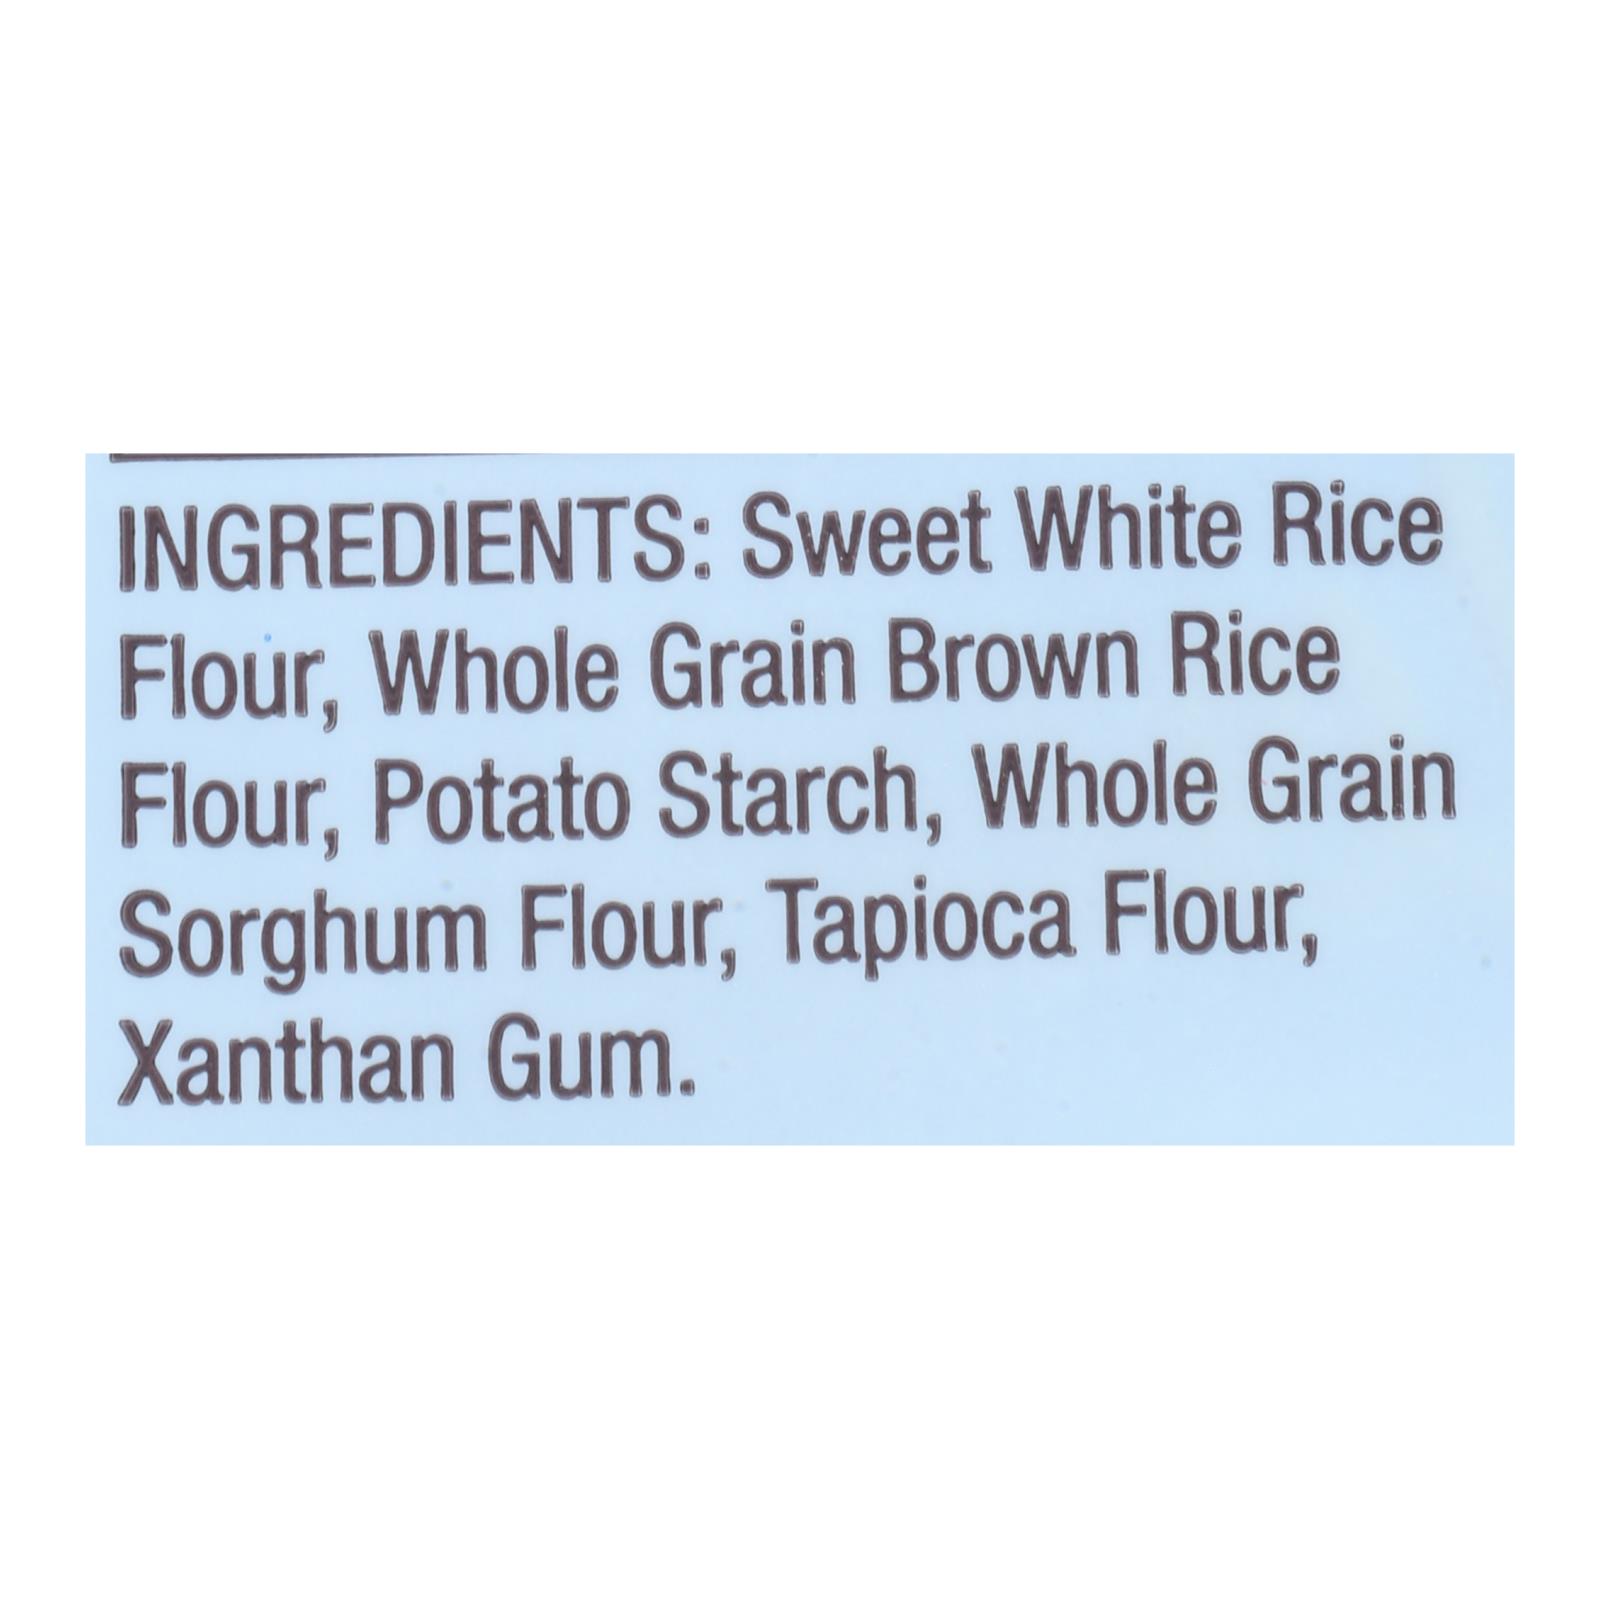 INGREDIENTS: Sweet White Rice
Flour, Whole Grain Brown Rice
Flour, Potato Starch, Whole Grain
Sorghum Flour, Tapioca Flour,
Xanthan Gum.